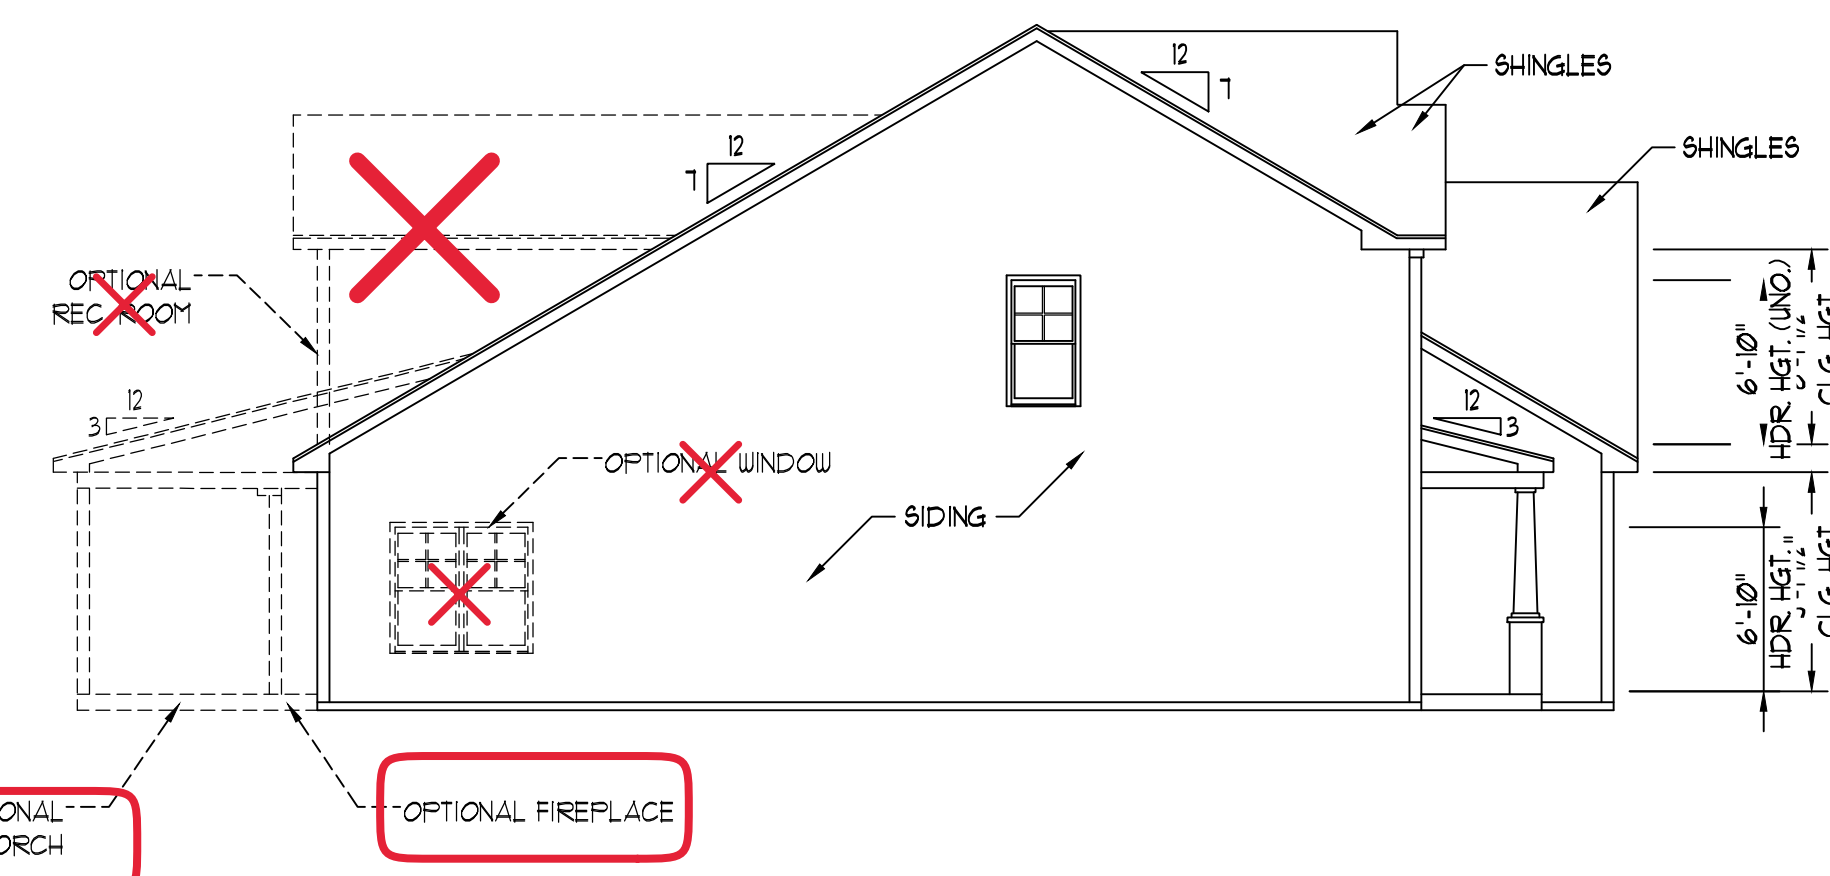 12
7
SHINGLES
SHINGLES
12
7
OPTIONAL
REC ROOM
12
3
OPTIONAL WINDOW
SIDING
12
3
6'-10"
HDR. HGT. (UNO.)
6'-10"
HDR. HGT.
OPTIONAL FIREPLACE
ONAL
ORCH